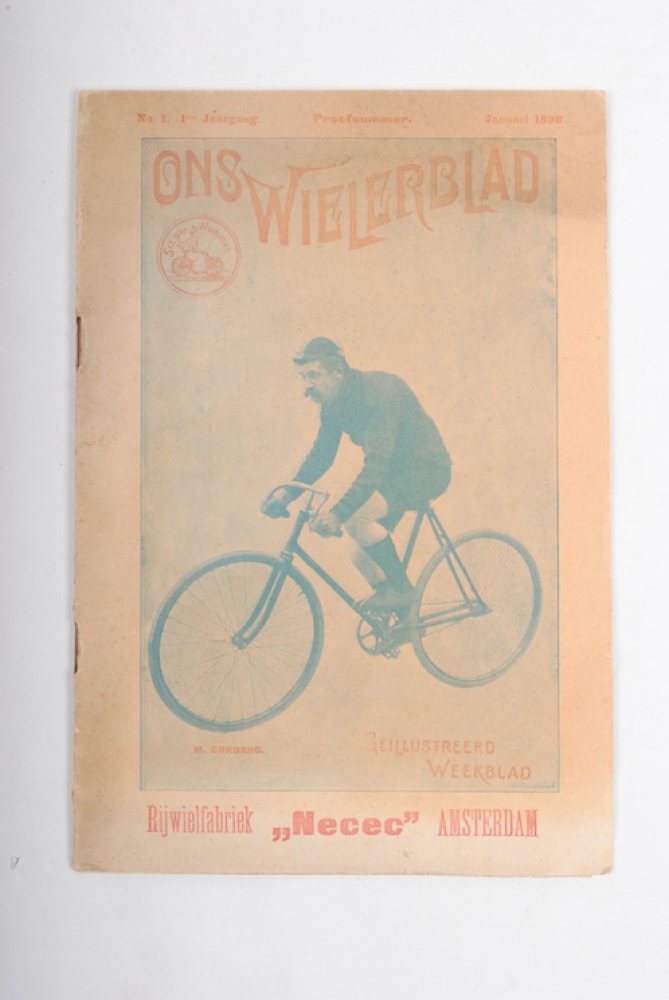 No. 1. 1ste Jaargang. Proefnummer. Januari 1898
ONS WIELERBLAD
M. CORDANG.
GEILLUSTREERD
WEEKBLAD
Rijwielfabriek „Necec” AMSTERDAM